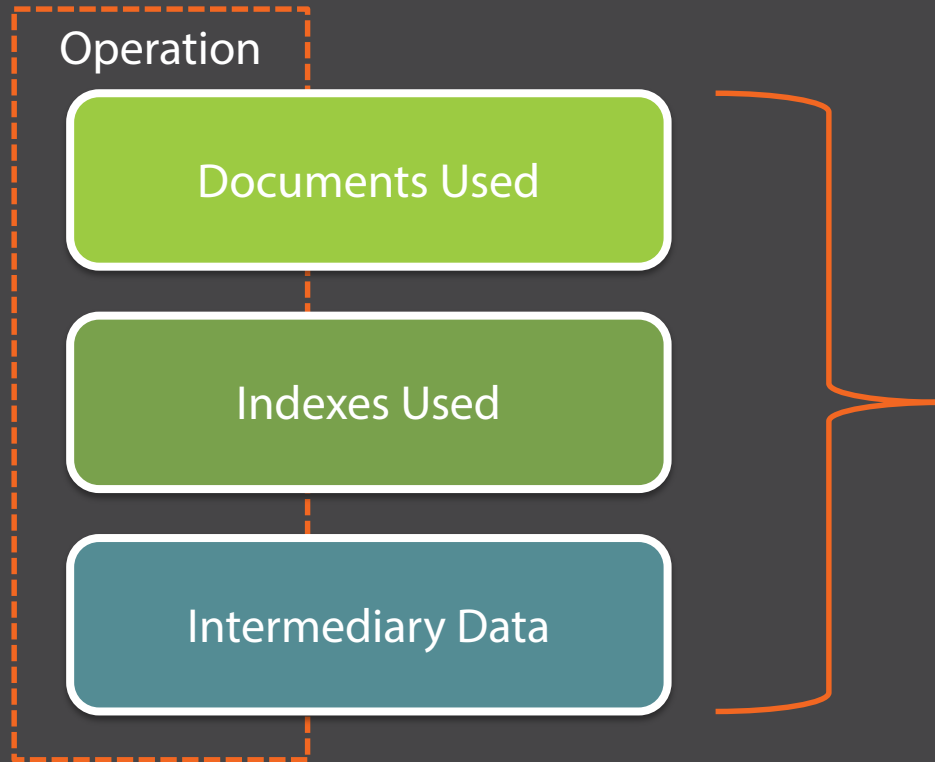 Operation
Documents Used
Indexes Used
Intermediary Data